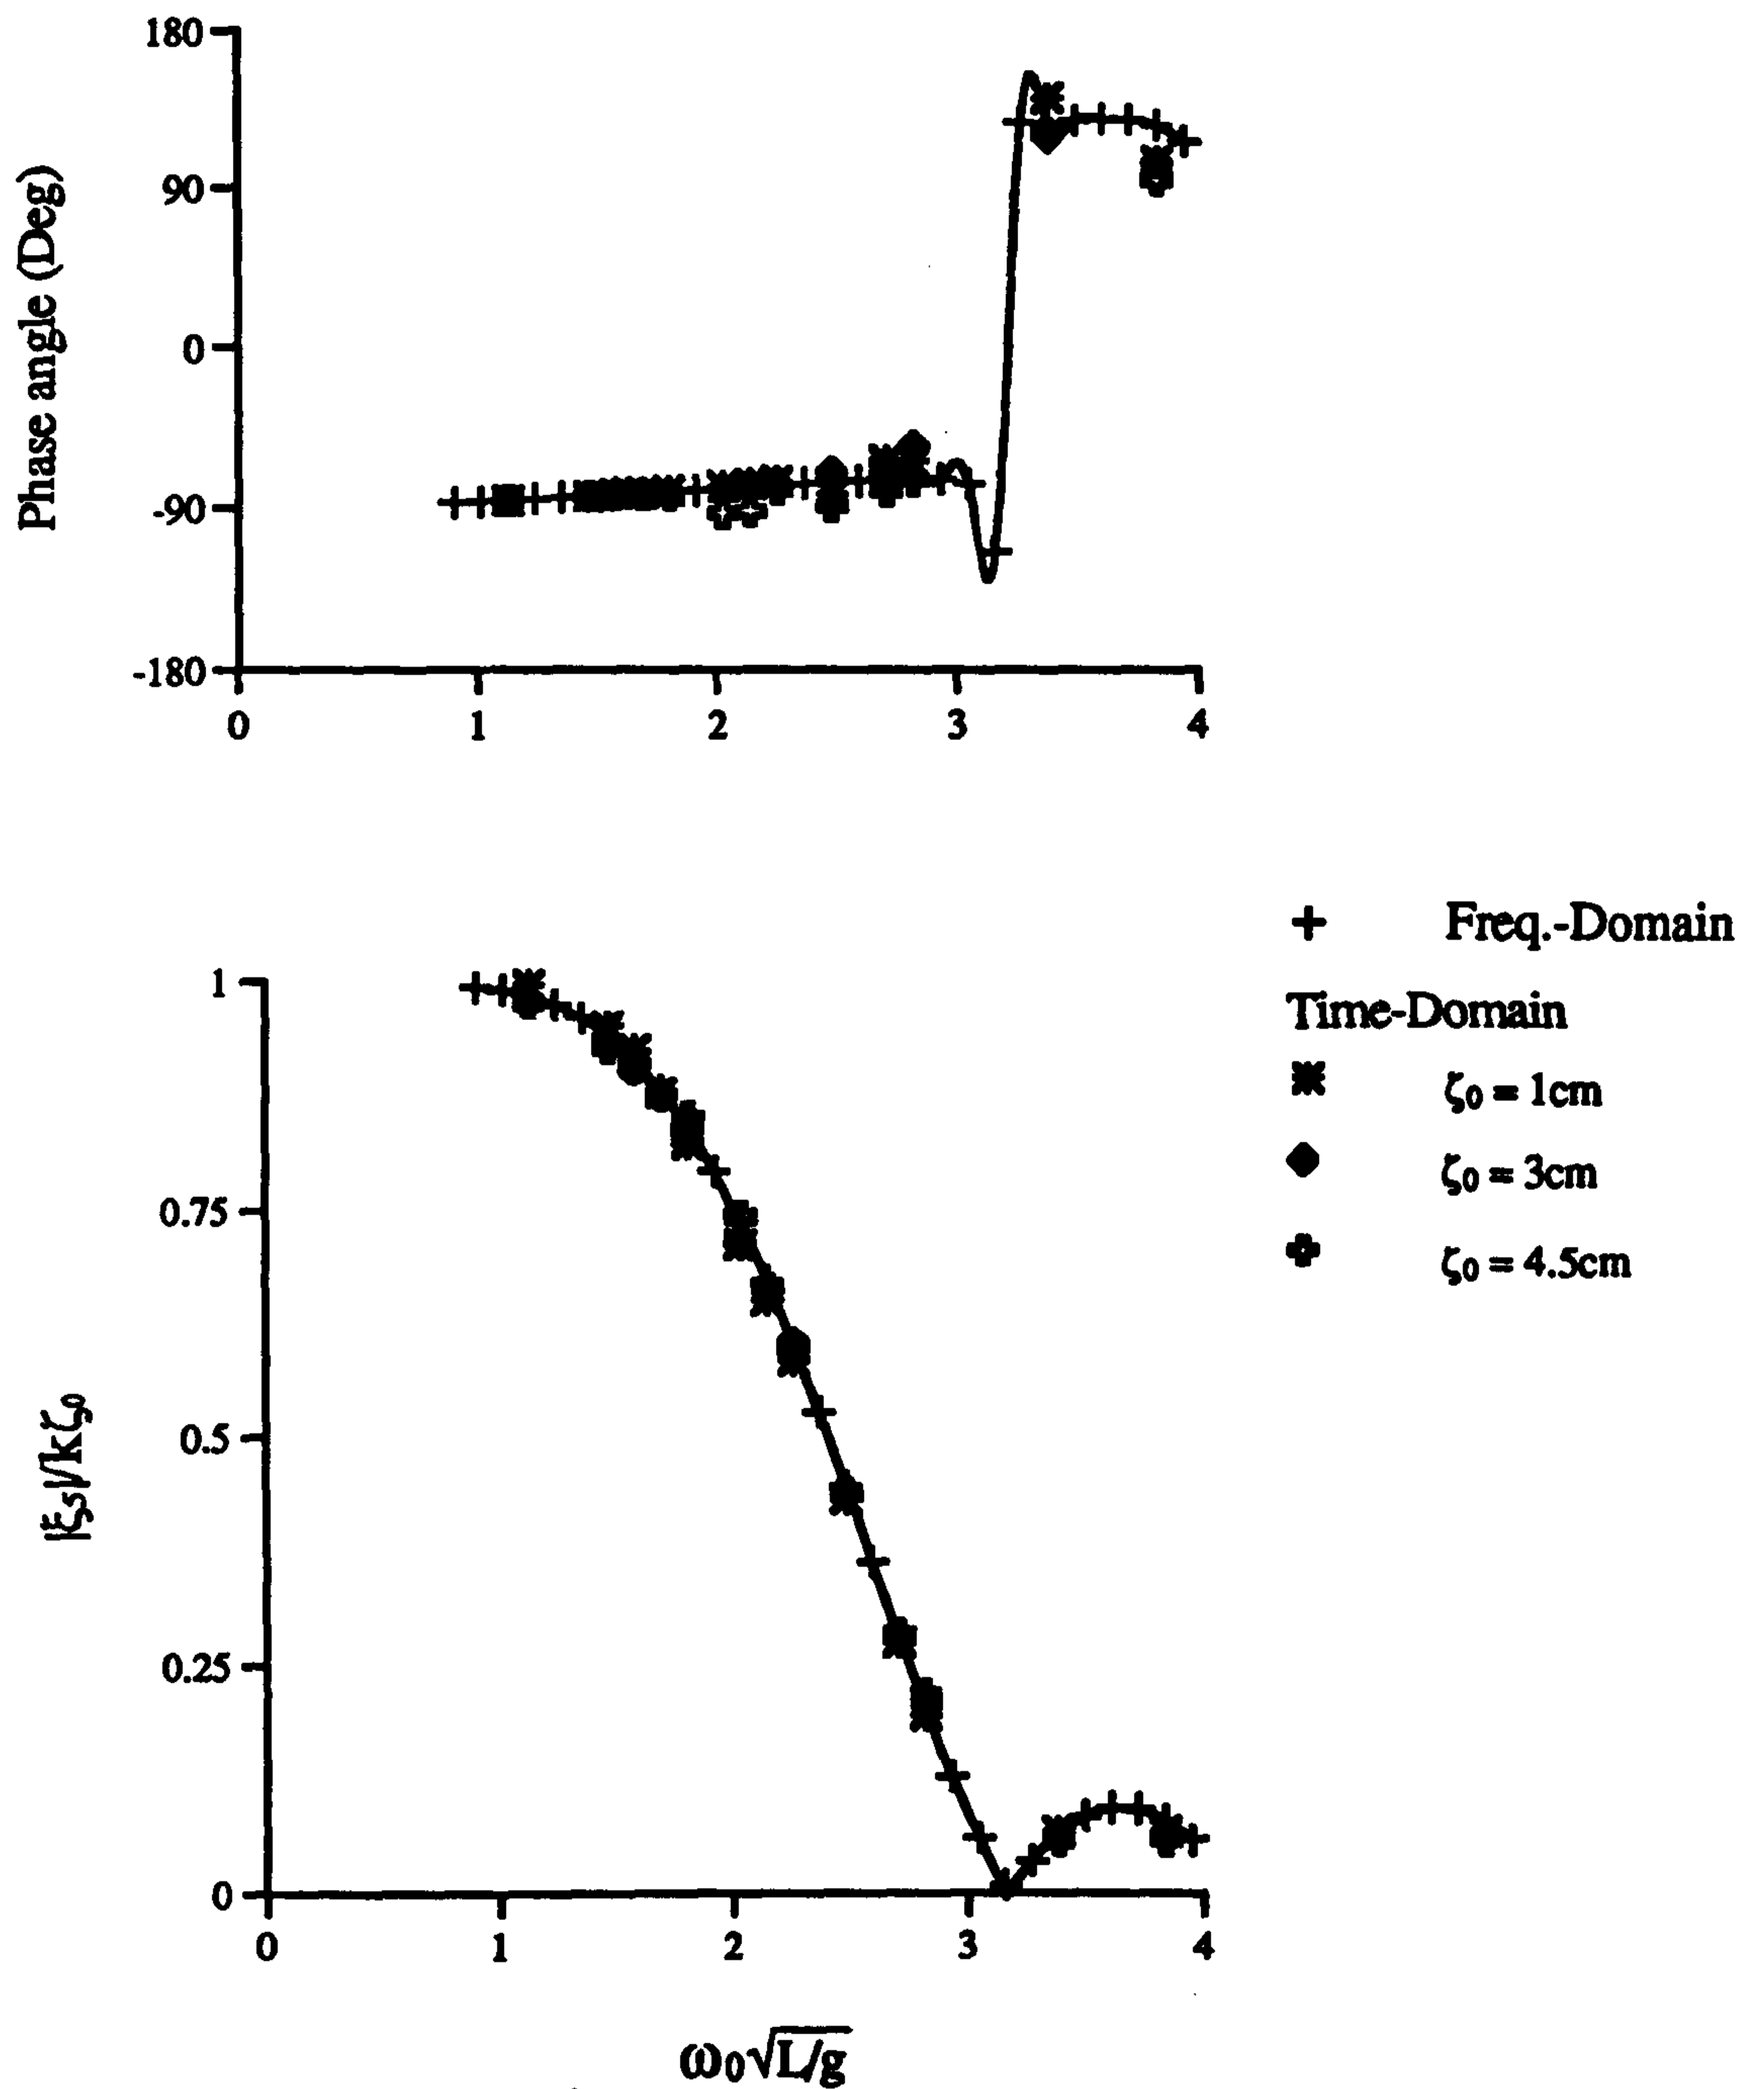 180
90
0
-90
-180
Phase angle (Deg)
0 1 2 3 4
+ Freq.-Domain
Time-Domain
ζ₀ = 1cm
ζ₀ = 3cm
ζ₀ = 4.5cm
1
0.75
0.5
0.25
0
|ξ₅|/kζ₀
0 1 2 3 4
ω₀√L/g